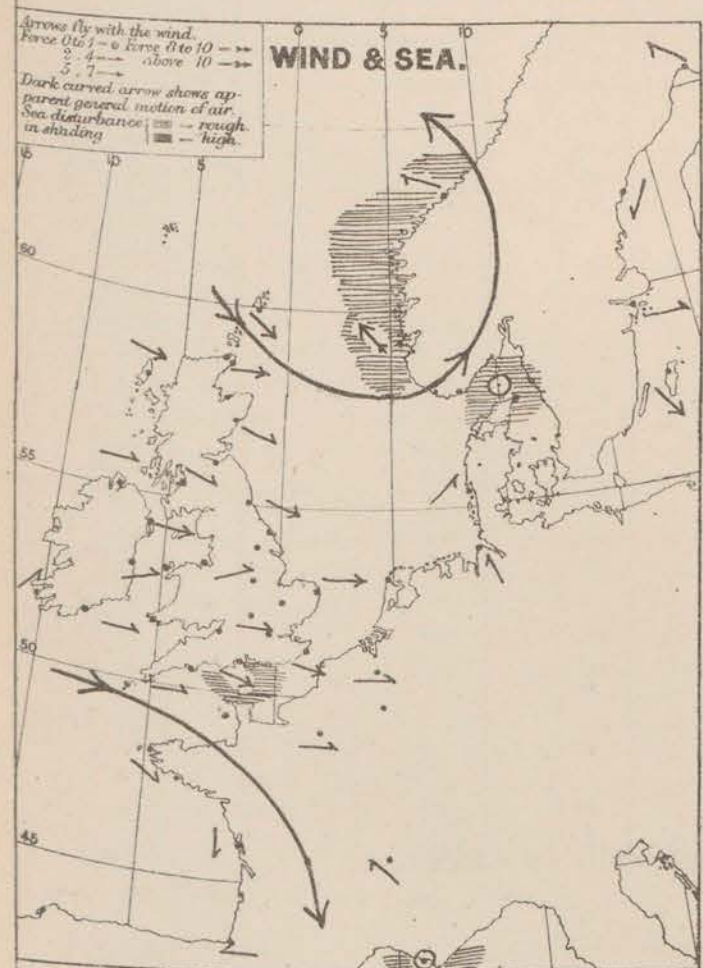 Arrows fly with the wind.
Force 0 to 1 — Force 8 to 10 —
2 . 4 — above 10 —
5 . 7 —
Dark curved arrow shows ap-
parent general motion of air.
Sea disturbance — rough.
in shading — high.
WIND & SEA.
0 5 10
15 10 5
60
55
50
45